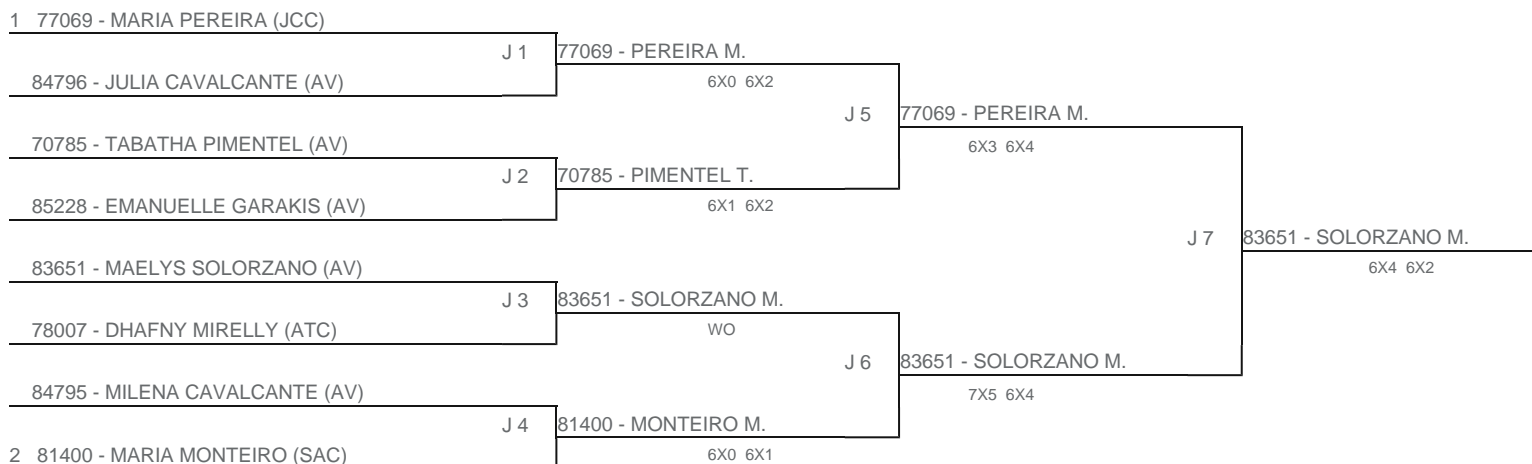 1 77069 - MARIA PEREIRA (JCC)
J 1 77069 - PEREIRA M.
84796 - JULIA CAVALCANTE (AV) 6X0 6X2
J 5 77069 - PEREIRA M.
70785 - TABATHA PIMENTEL (AV) 6X3 6X4
J 2 70785 - PIMENTEL T.
85228 - EMANUELLE GARAKIS (AV) 6X1 6X2
J 7 83651 - SOLORZANO M.
83651 - MAELYS SOLORZANO (AV) 6X4 6X2
J 3 83651 - SOLORZANO M.
78007 - DHAFNY MIRELLY (ATC) WO
J 6 83651 - SOLORZANO M.
84795 - MILENA CAVALCANTE (AV) 7X5 6X4
J 4 81400 - MONTEIRO M.
2 81400 - MARIA MONTEIRO (SAC) 6X0 6X1